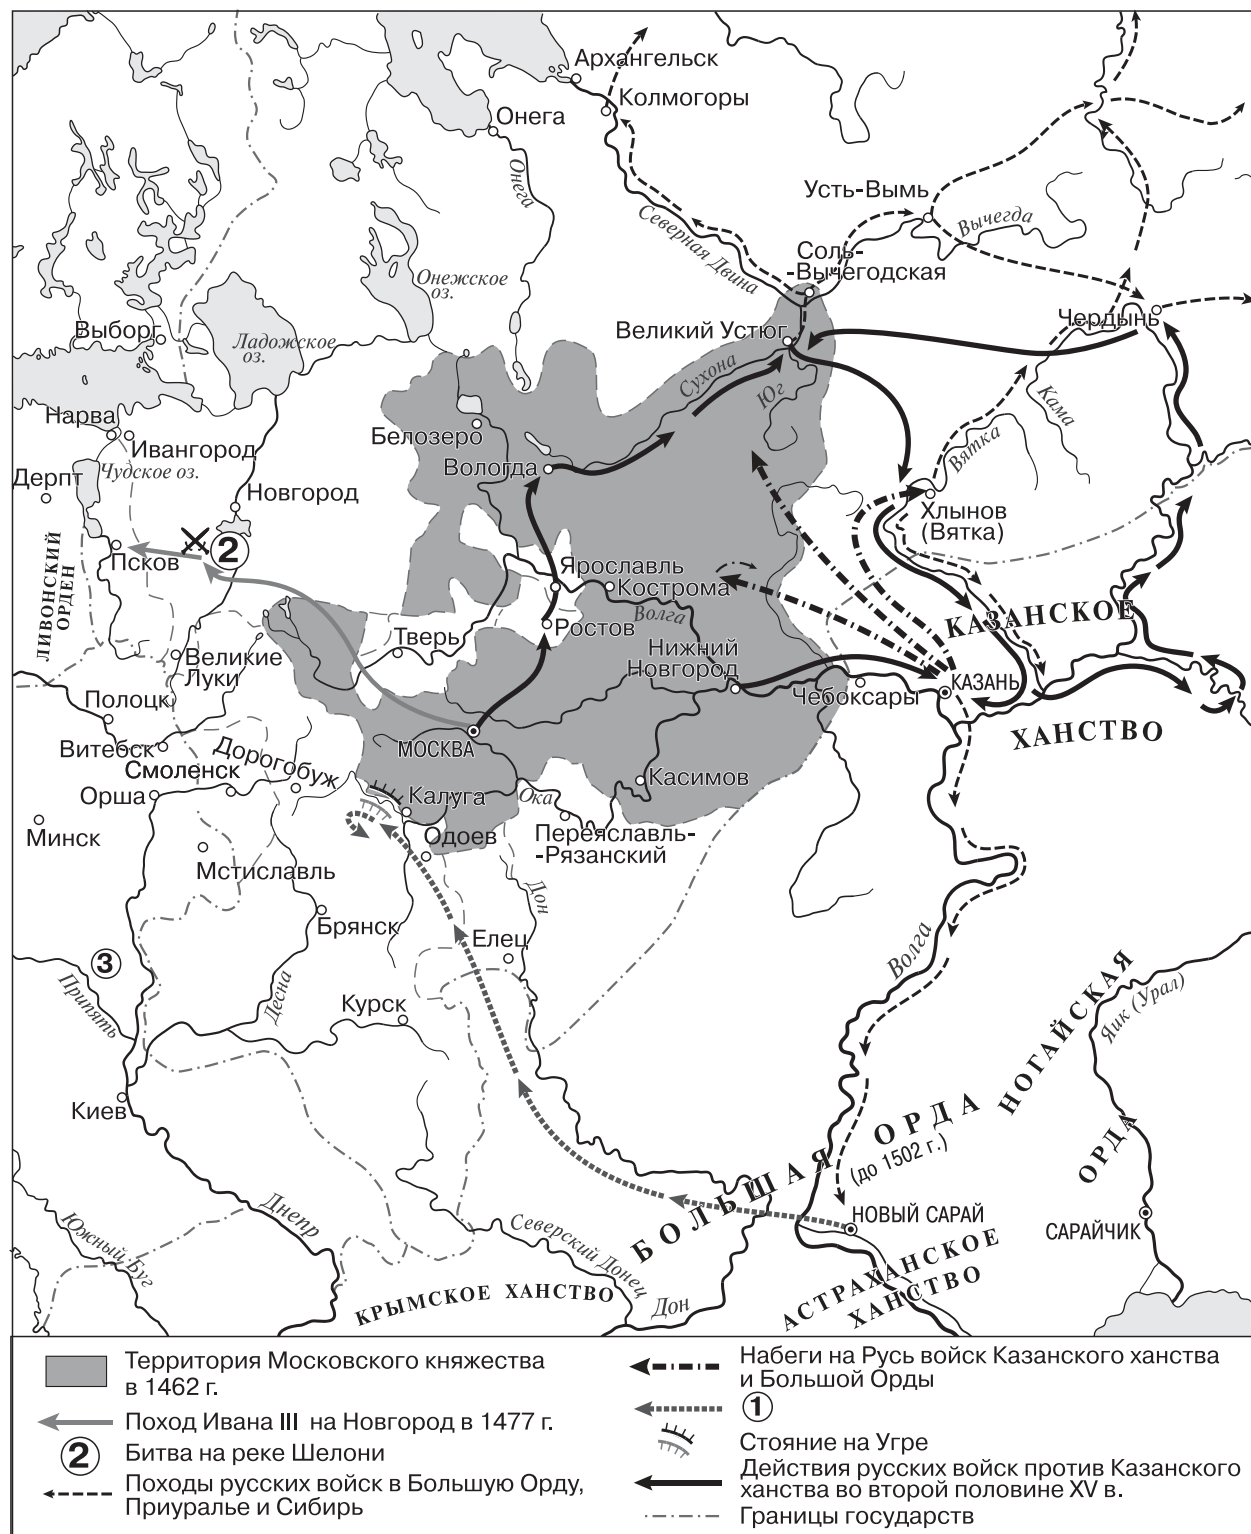 Архангельск
Колмогоры
Онега
Онега
Усть-Вымь
Вычегда
Северная Двина
Соль-
-Вычегодская
Онежское
оз.
Выборг
Ладожское
оз.
Великий Устюг
Чердынь
Сухона
Юг
Кама
Нарва
Ивангород
Чудское оз.
Белозеро
Вологда
Вятка
Дерпт
Новгород
Хлынов
(Вятка)
ЛИВОНСКИЙ
ОРДЕН
Псков
2
Ярославль
Кострома
Волга
Ростов
Тверь
КАЗАНСКОЕ
Великие
Луки
Нижний
Новгород
Чебоксары
КАЗАНЬ
Полоцк
МОСКВА
ХАНСТВО
Витебск
Смоленск
Дорогобуж
Касимов
Орша
Калуга
Ока
Минск
Одоев
Переяславль-
-Рязанский
Мстиславль
Дон
Брянск
Елец
Волга
3
Припять
Десна
Курск
НОГАЙСКАЯ
Яик (Урал)
Киев
БОЛЬШАЯ
ОРДА
(до 1502 г.)
ОРДА
Днепр
НОВЫЙ САРАЙ
САРАЙЧИК
Южный Буг
Северский Донец
АСТРАХАНСКОЕ
ХАНСТВО
КРЫМСКОЕ ХАНСТВО
Дон
Территория Московского княжества
в 1462 г.
Поход Ивана III на Новгород в 1477 г.
2
Битва на реке Шелони
Походы русских войск в Большую Орду,
Приуралье и Сибирь
Набеги на Русь войск Казанского ханства
и Большой Орды
1
Стояние на Угре
Действия русских войск против Казанского
ханства во второй половине XV в.
Границы государств